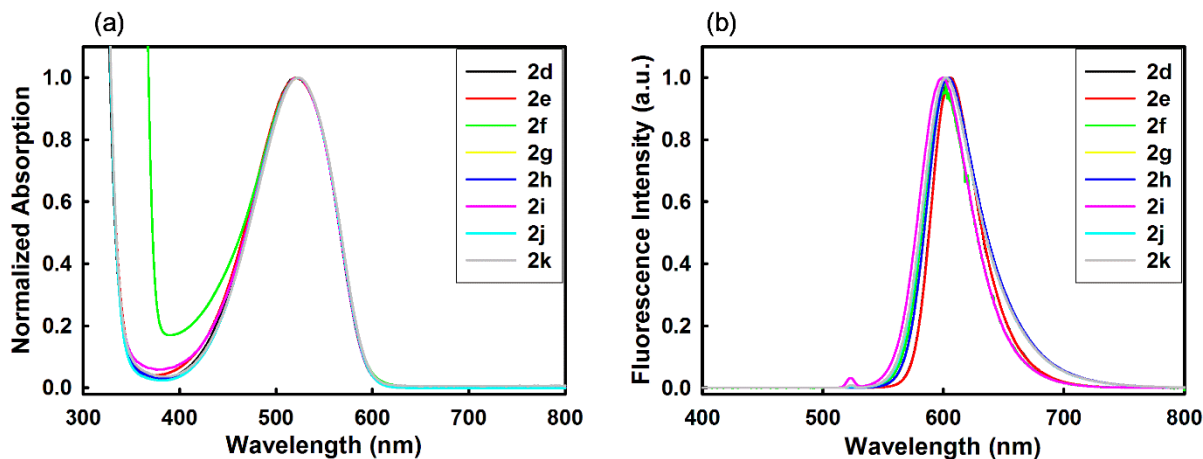 (a)
Normalized Absorption
1.0
0.8
0.6
0.4
0.2
0.0
300 400 500 600 700 800
Wavelength (nm)
2d
2e
2f
2g
2h
2i
2j
2k
(b)
Fluorescence Intensity (a.u.)
1.0
0.8
0.6
0.4
0.2
0.0
400 500 600 700 800
Wavelength (nm)
2d
2e
2f
2g
2h
2i
2j
2k